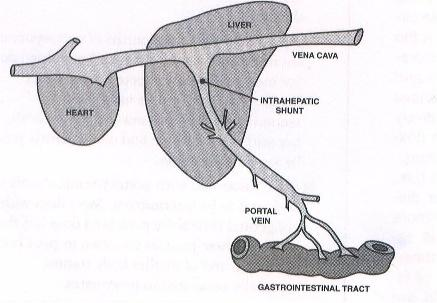 LIVER
VENA CAVA
HEART
INTRAHEPATIC
SHUNT
PORTAL
VEIN
GASTROINTESTINAL TRACT